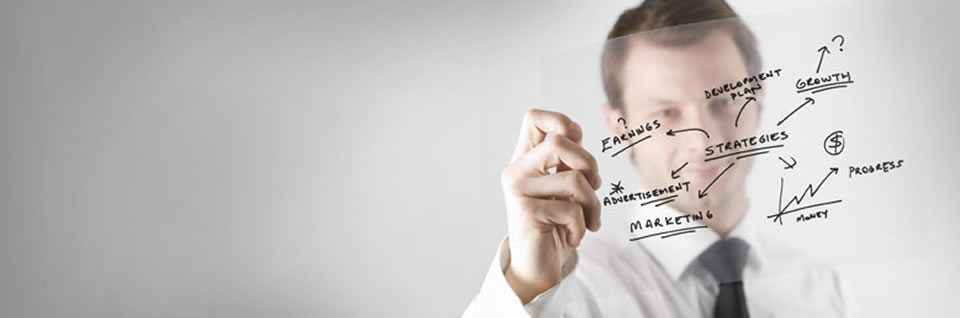 ?
GROWTH
DEVELOPMENT
PLAN
?
EARNINGS
STRATEGIES
$
PROGRESS
* ADVERTISEMENT
MARKETING
MONEY